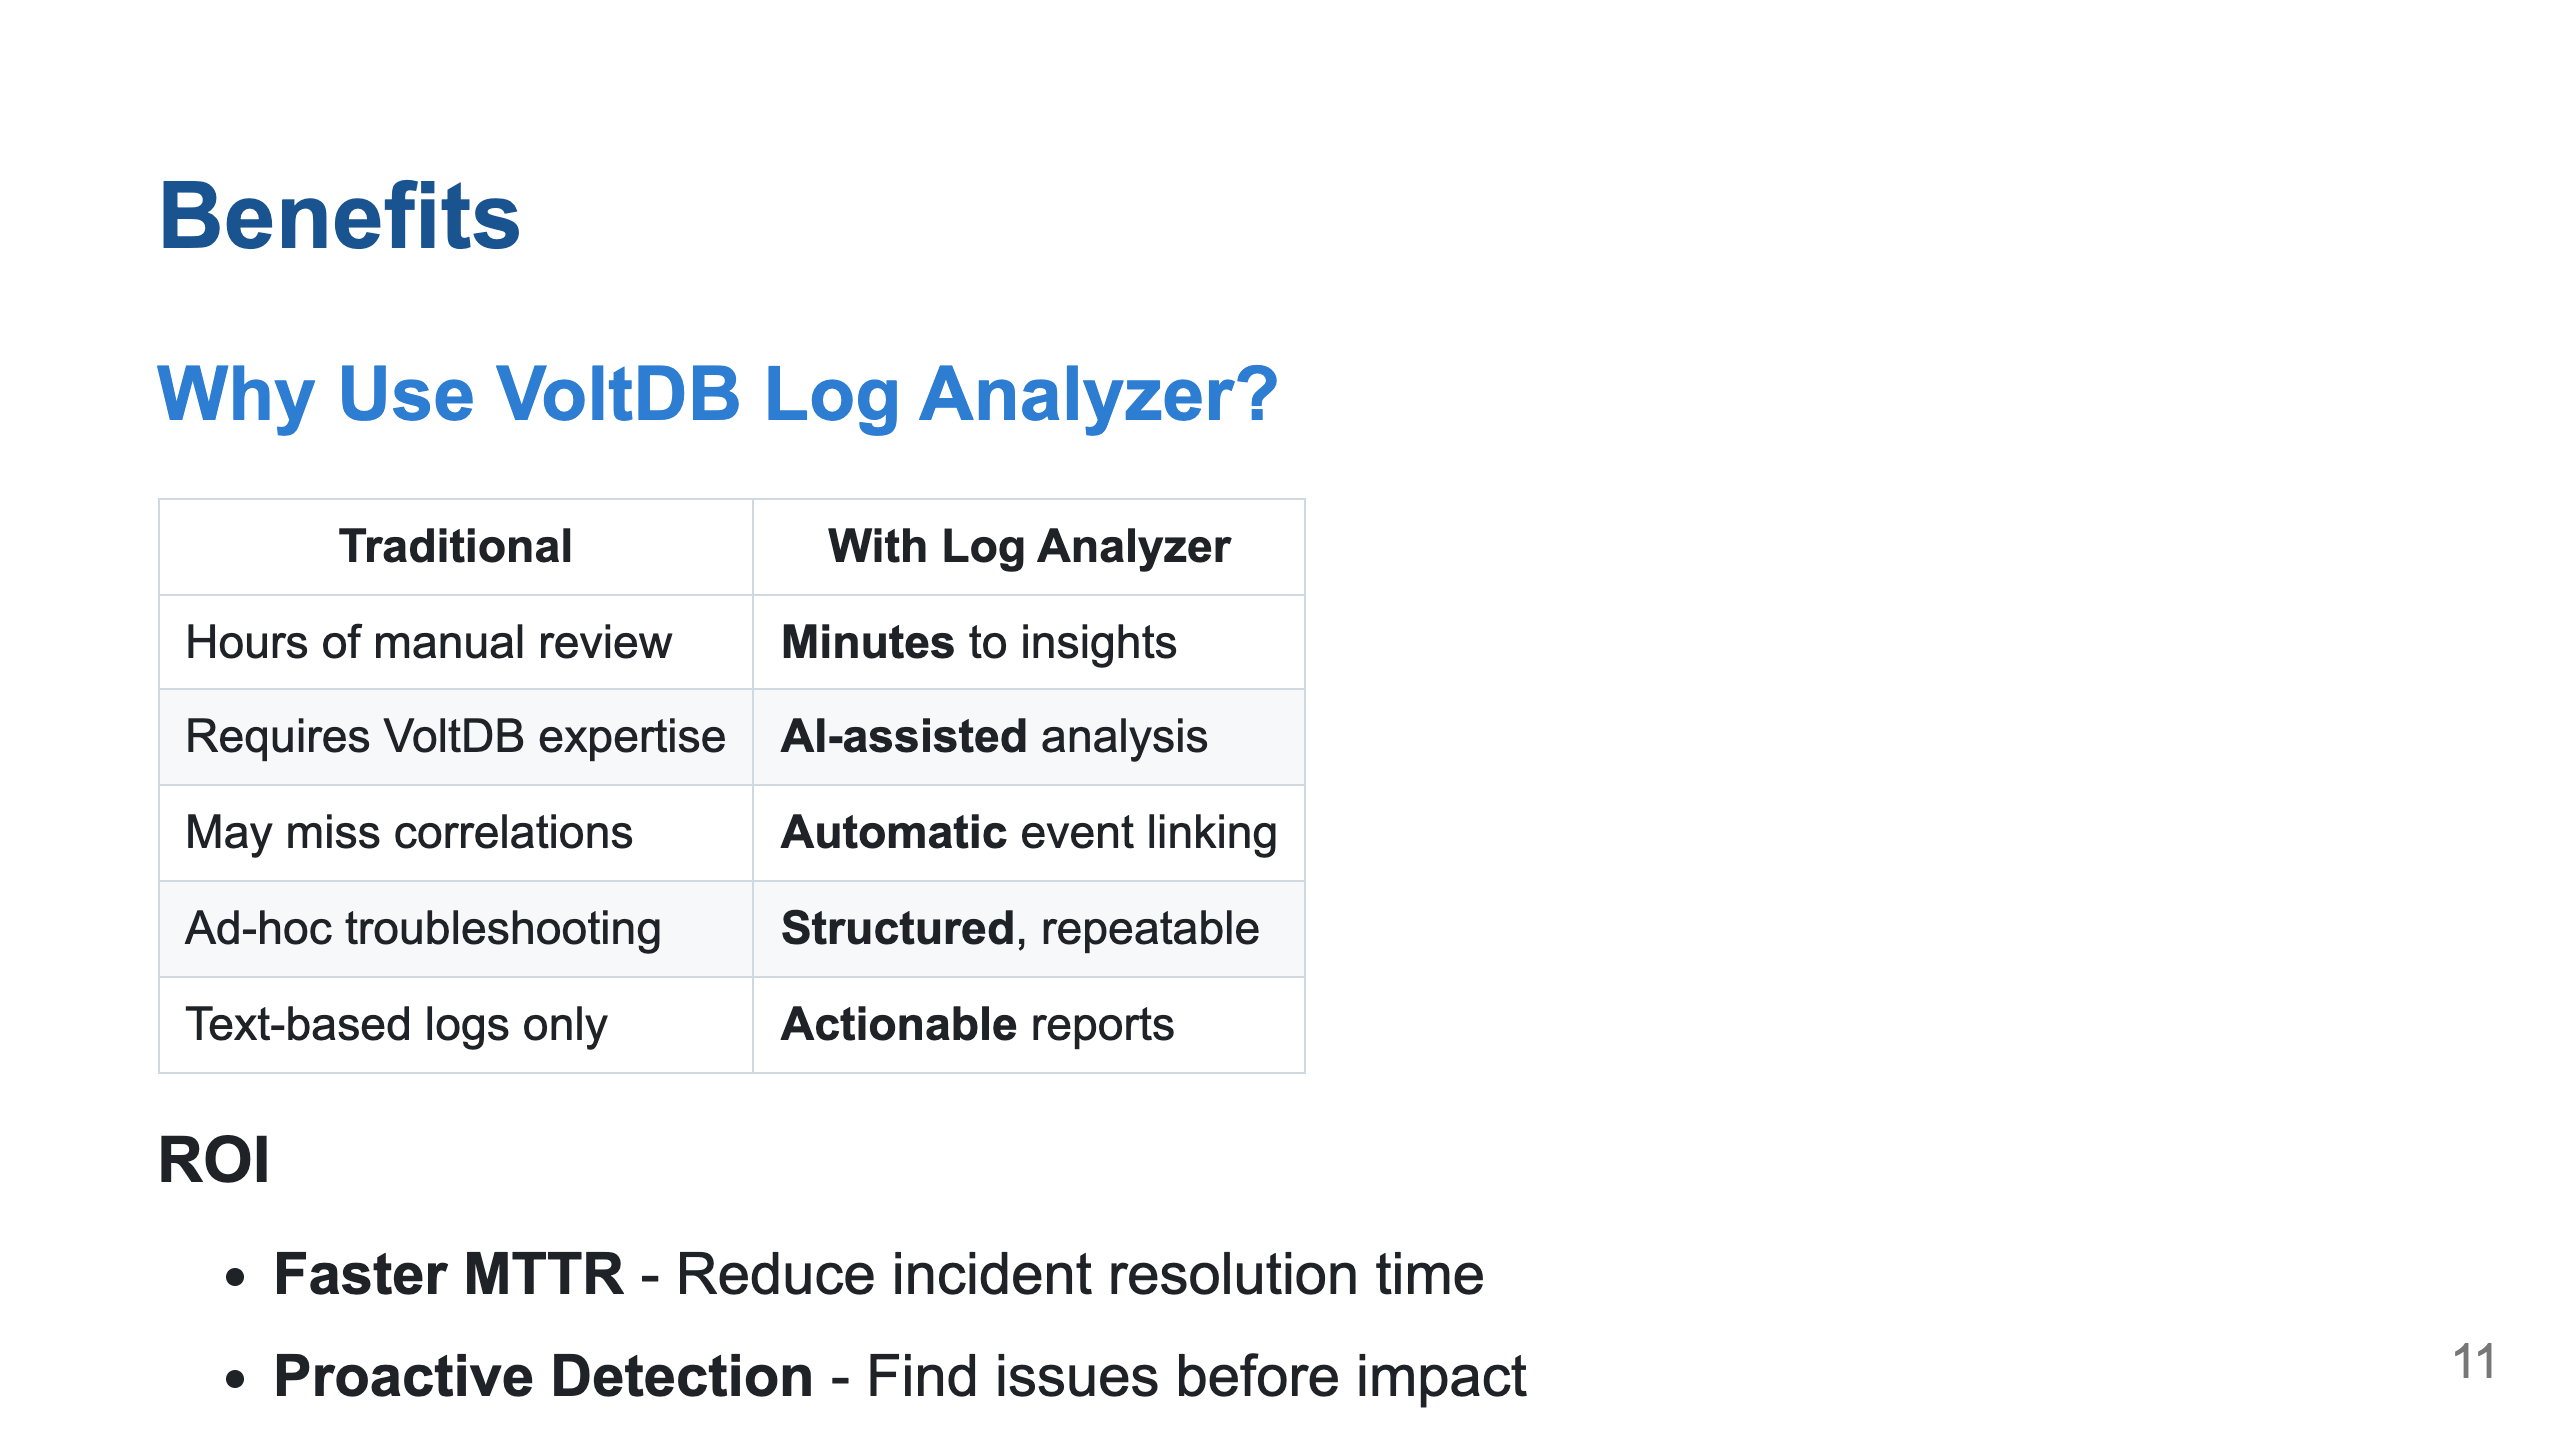 Benefits
Why Use VoltDB Log Analyzer?
Traditional With Log Analyzer
Hours of manual review Minutes to insights
Requires VoltDB expertise AI-assisted analysis
May miss correlations Automatic event linking
Ad-hoc troubleshooting Structured, repeatable
Text-based logs only Actionable reports
ROI
• Faster MTTR - Reduce incident resolution time
• Proactive Detection - Find issues before impact
11